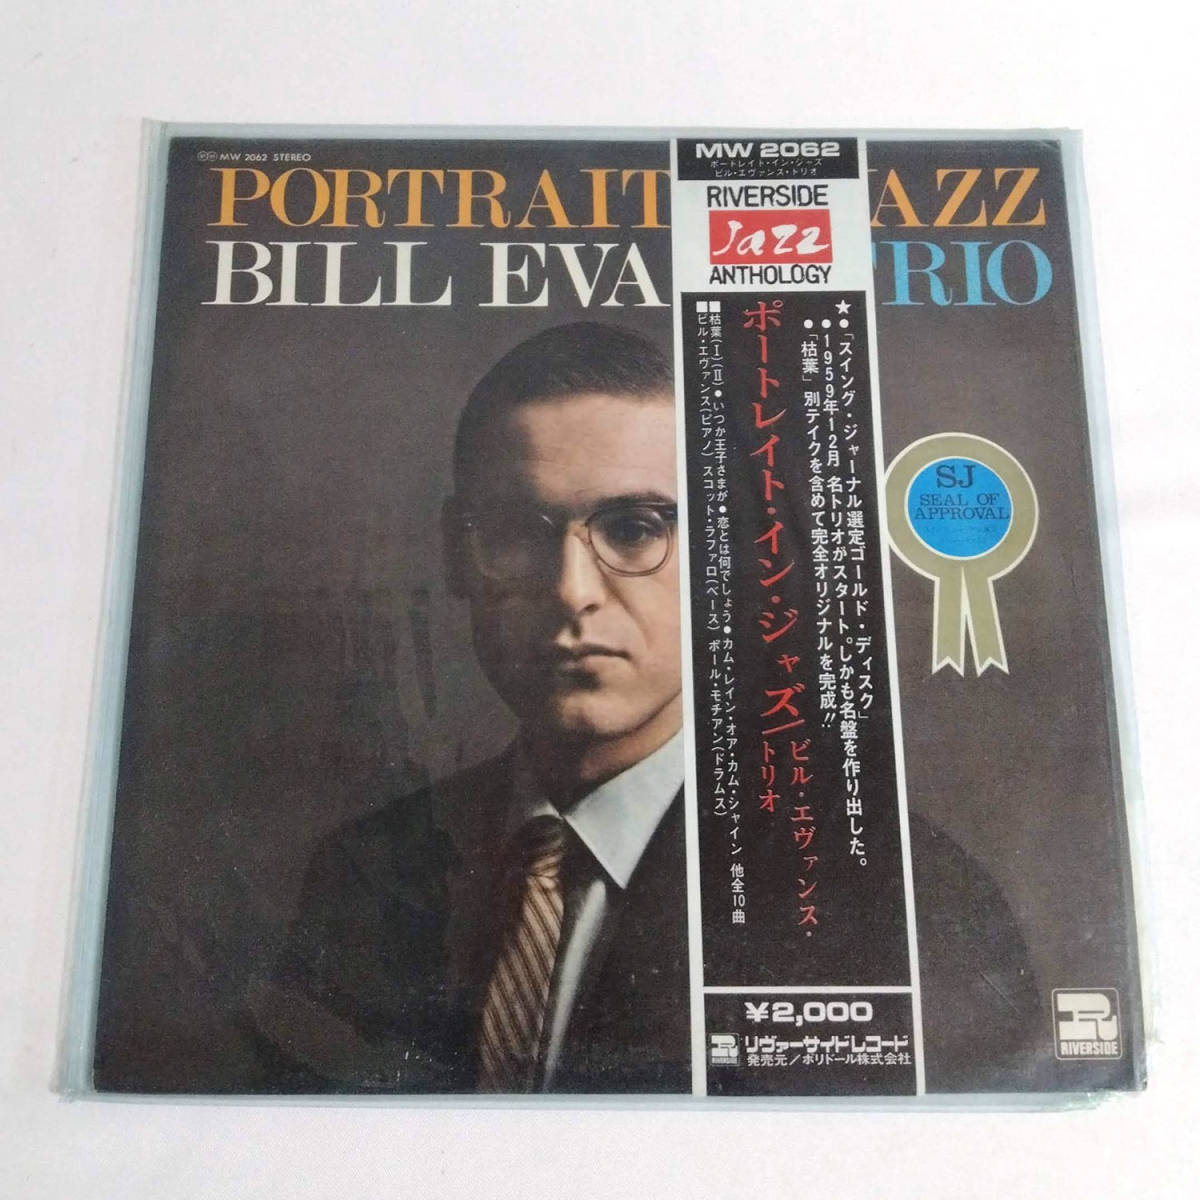 MW 2062 STEREO
PORTRAIT JAZZ
BILL EVA TRIO
MW 2062
ポートレイト・イン・ジャズ
ビル・エヴァンス・トリオ
RIVERSIDE
Jazz
ANTHOLOGY
★●「スイング・ジャーナル選定ゴールド・ディスク」
●1959年12月 名トリオがスタート。しかも名盤を作り出した。
●「枯葉」別テイクを含めて完全オリジナルを完成!!
ポートレイト・イン・ジャズ/ビル・エヴァンス・トリオ
■枯葉(I)(II)●いつか王子さまが●恋とは何でしょう●カム・レイン・オア・カム・シャイン 他全10曲
■ビル・エヴァンス(ピアノ) スコット・ラファロ(ベース) ポール・モチアン(ドラムス)
SJ
SEAL OF
APPROVAL
¥2,000
RIVERSIDE
リヴァーサイドレコード
発売元/ポリドール株式会社
R
RIVERSIDE